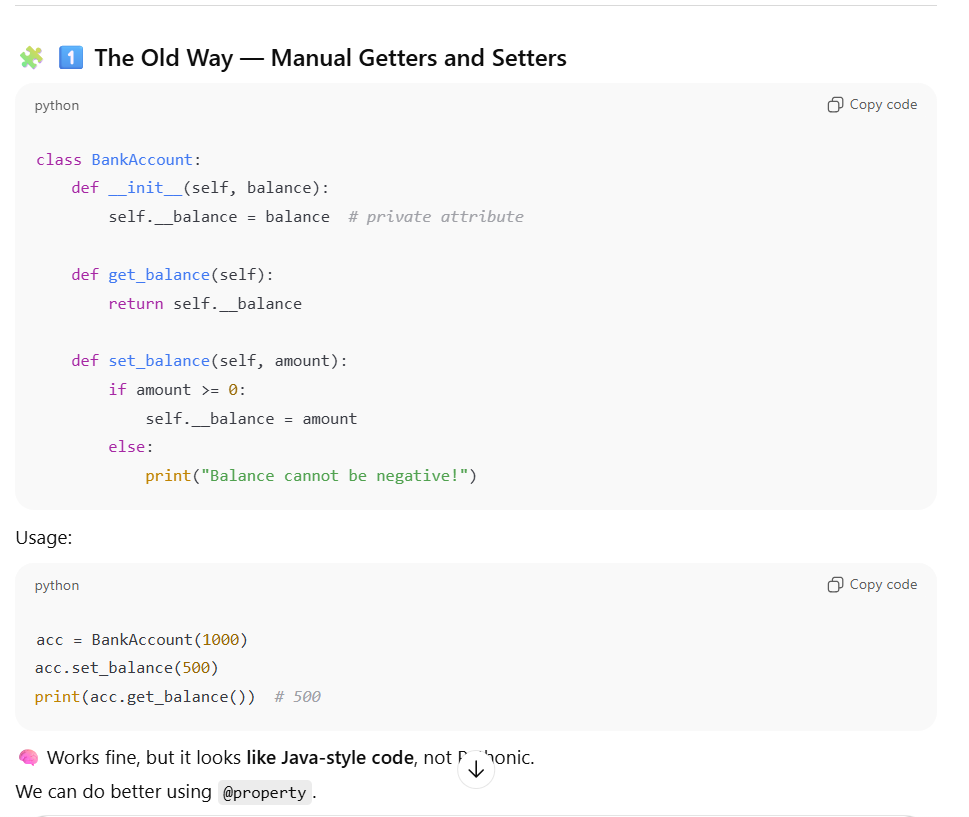 🧩 1️⃣ The Old Way — Manual Getters and Setters
python
Copy code
class BankAccount:
    def __init__(self, balance):
        self.__balance = balance  # private attribute
    def get_balance(self):
        return self.__balance
    def set_balance(self, amount):
        if amount >= 0:
            self.__balance = amount
        else:
            print("Balance cannot be negative!")
Usage:
python
Copy code
acc = BankAccount(1000)
acc.set_balance(500)
print(acc.get_balance())  # 500
🧠 Works fine, but it looks like Java-style code, not
We can do better using @property.